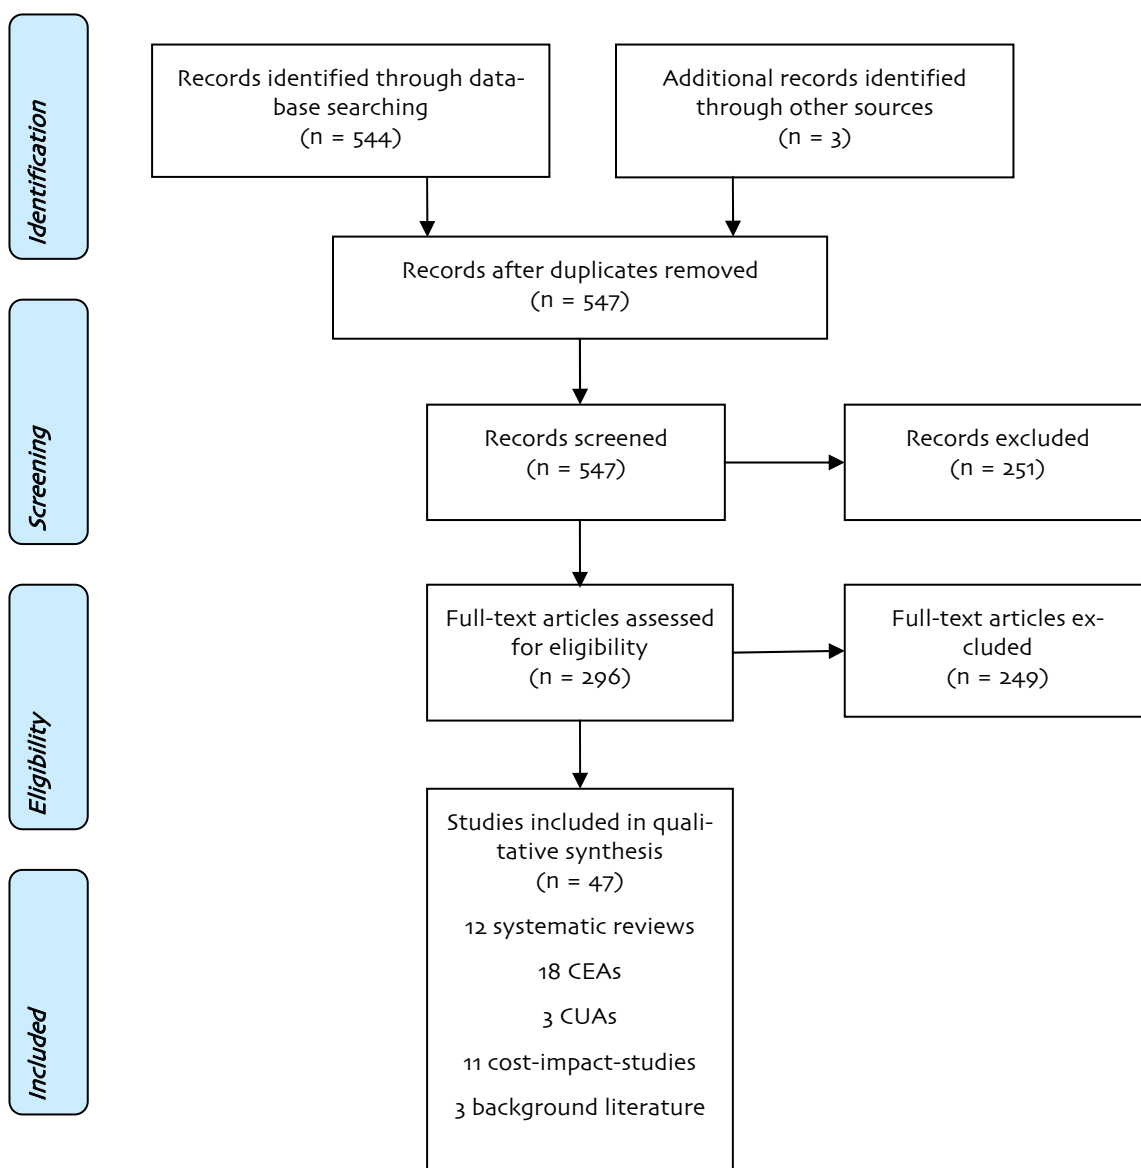 Identification
Records identified through data-
base searching
(n = 544)
Additional records identified
through other sources
(n = 3)
Records after duplicates removed
(n = 547)
Screening
Records screened
(n = 547)
Records excluded
(n = 251)
Eligibility
Full-text articles assessed
for eligibility
(n = 296)
Full-text articles ex-
cluded
(n = 249)
Included
Studies included in quali-
tative synthesis
(n = 47)
12 systematic reviews
18 CEAs
3 CUAs
11 cost-impact-studies
3 background literature